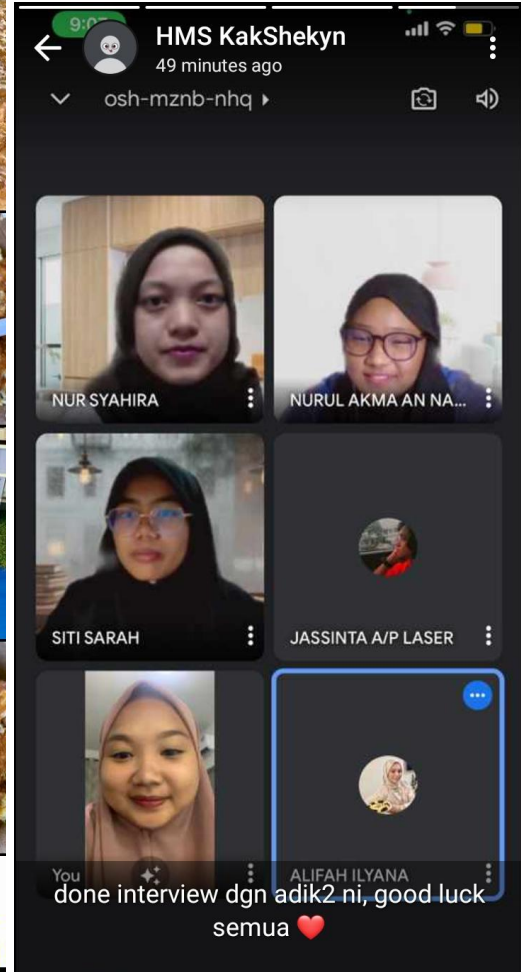 9:07
HMS KakShekyn
49 minutes ago
osh-mznb-nhq
NUR SYAHIRA
NURUL AKMA AN NA...
SITI SARAH
JASSINTA A/P LASER
You
ALIFAH ILYANA
done interview dgn adik2 ni, good luck
semua ❤️